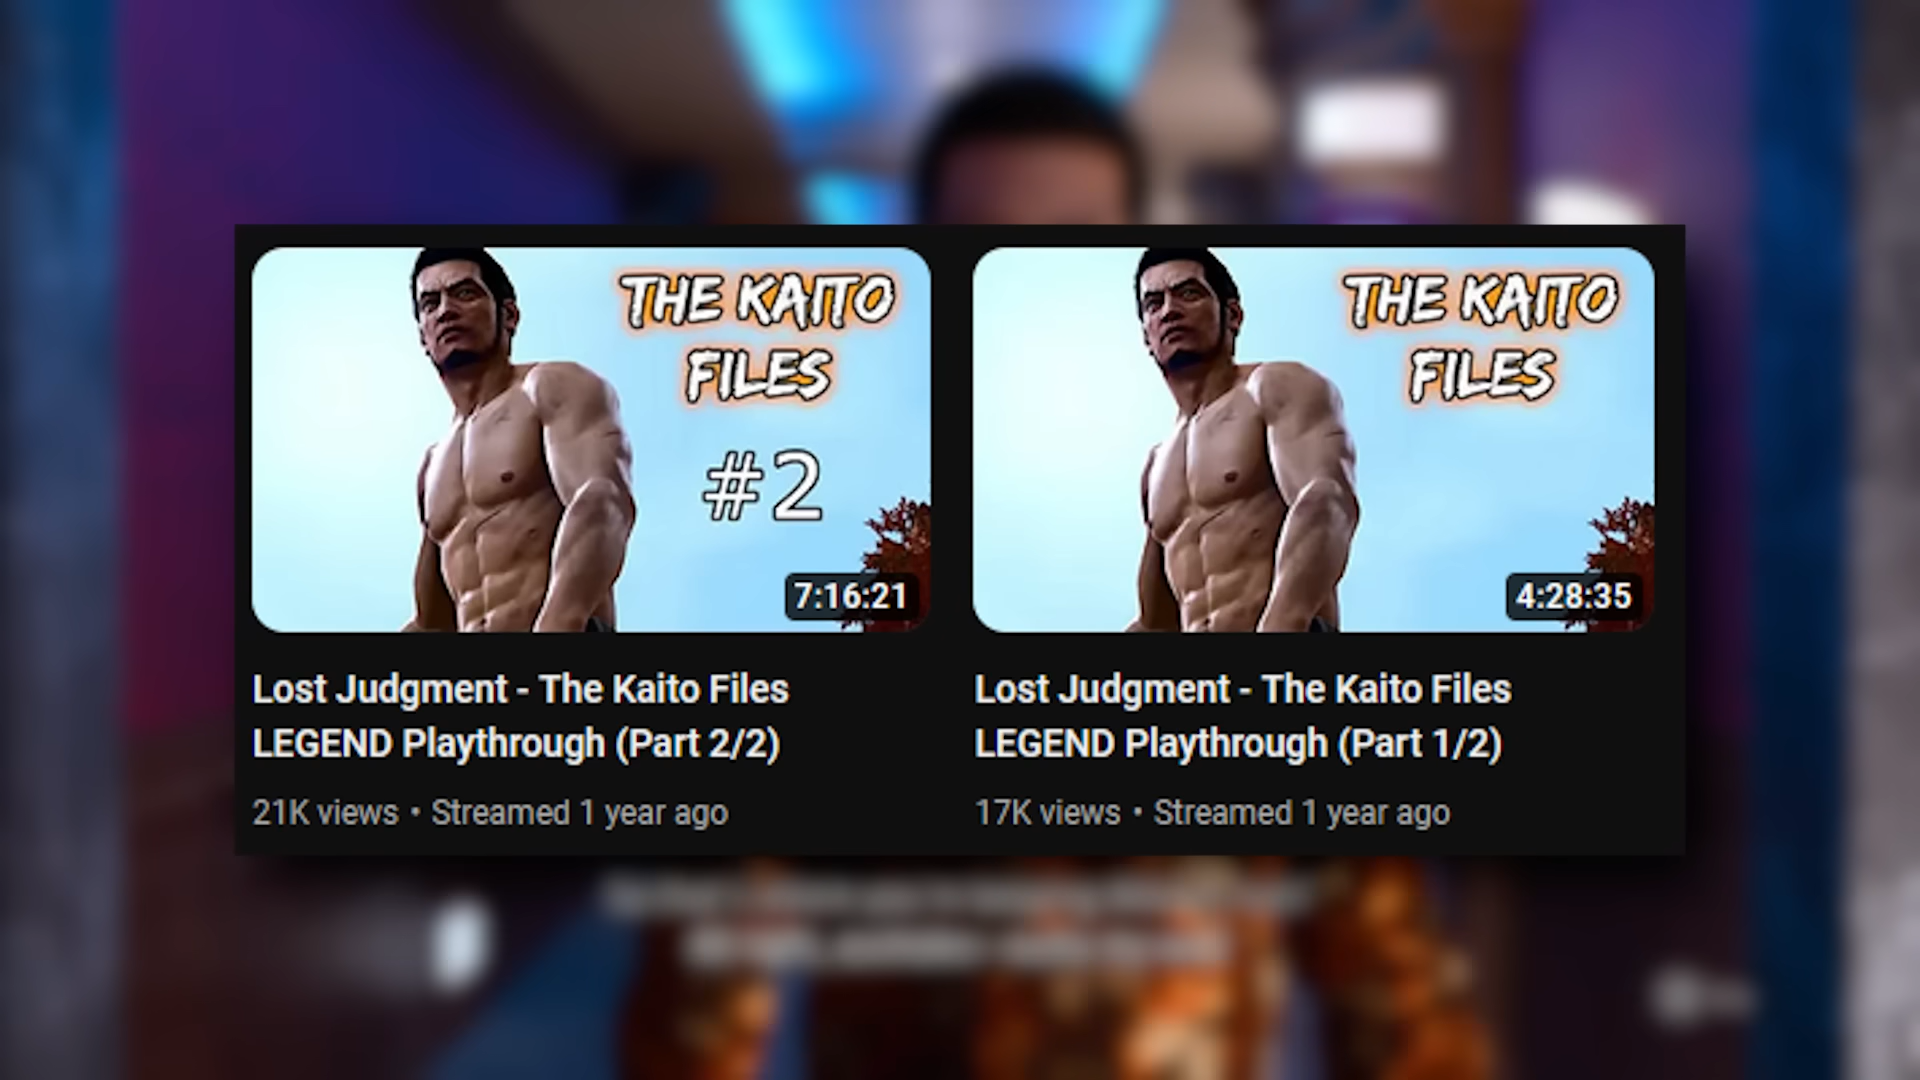 THE KAITO
FILES
#2
7:16:21
Lost Judgment - The Kaito Files
LEGEND Playthrough (Part 2/2)
21K views • Streamed 1 year ago
THE KAITO
FILES
4:28:35
Lost Judgment - The Kaito Files
LEGEND Playthrough (Part 1/2)
17K views • Streamed 1 year ago